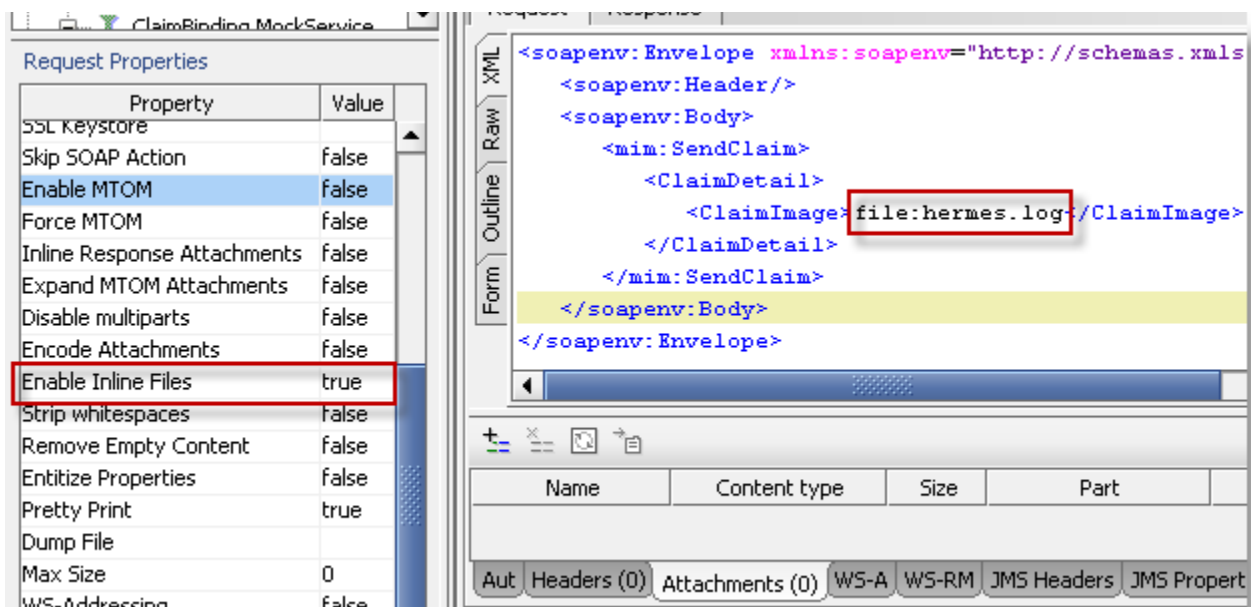 ClaimBinding MockService
Request Properties
Property Value
SSL Keystore
Skip SOAP Action false
Enable MTOM false
Force MTOM false
Inline Response Attachments false
Expand MTOM Attachments false
Disable multiparts false
Encode Attachments false
Enable Inline Files true
Strip whitespaces false
Remove Empty Content false
Entitize Properties false
Pretty Print true
Dump File
Max Size 0
WS-Addressing false
Request Response
XML
Raw
Outline
Form
<soapenv:Envelope xmlns:soapenv="http://schemas.xmls
<soapenv:Header/>
<soapenv:Body>
<mim:SendClaim>
<ClaimDetail>
<ClaimImage>file:hermes.log</ClaimImage>
</ClaimDetail>
</mim:SendClaim>
</soapenv:Body>
</soapenv:Envelope>
Name Content type Size Part
Aut Headers (0) Attachments (0) WS-A WS-RM JMS Headers JMS Propert